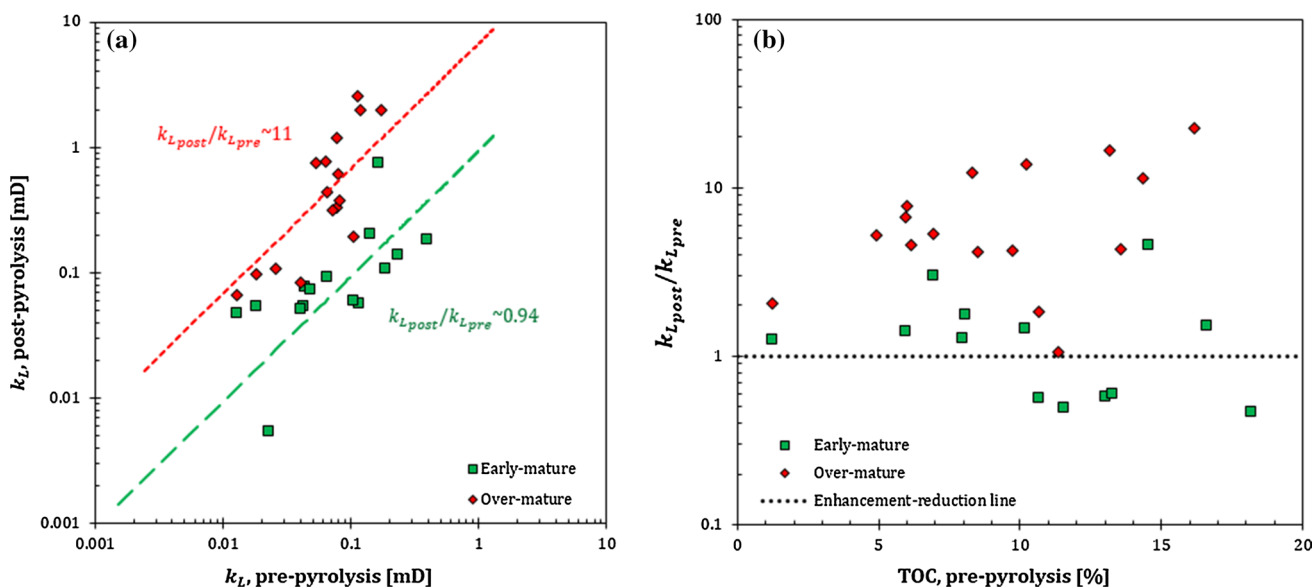 (a)
10
1
0.1
0.01
0.001
k_L, post-pyrolysis [mD]
k_Lpost/k_Lpre~11
k_Lpost/k_Lpre~0.94
Early-mature
Over-mature
0.001
0.01
0.1
1
10
k_L, pre-pyrolysis [mD]
(b)
100
10
1
0.1
k_Lpost/k_Lpre
Early-mature
Over-mature
Enhancement-reduction line
0
5
10
15
20
TOC, pre-pyrolysis [%]